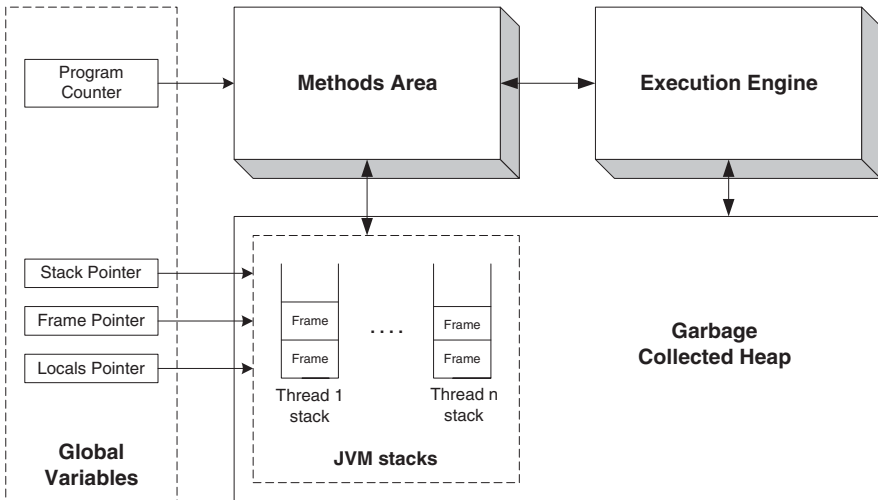 Program
Counter
Methods Area
Execution Engine
Stack Pointer
Frame Pointer
Locals Pointer
Frame
Frame
Thread 1
stack
. . . .
Frame
Frame
Thread n
stack
JVM stacks
Garbage
Collected Heap
Global
Variables